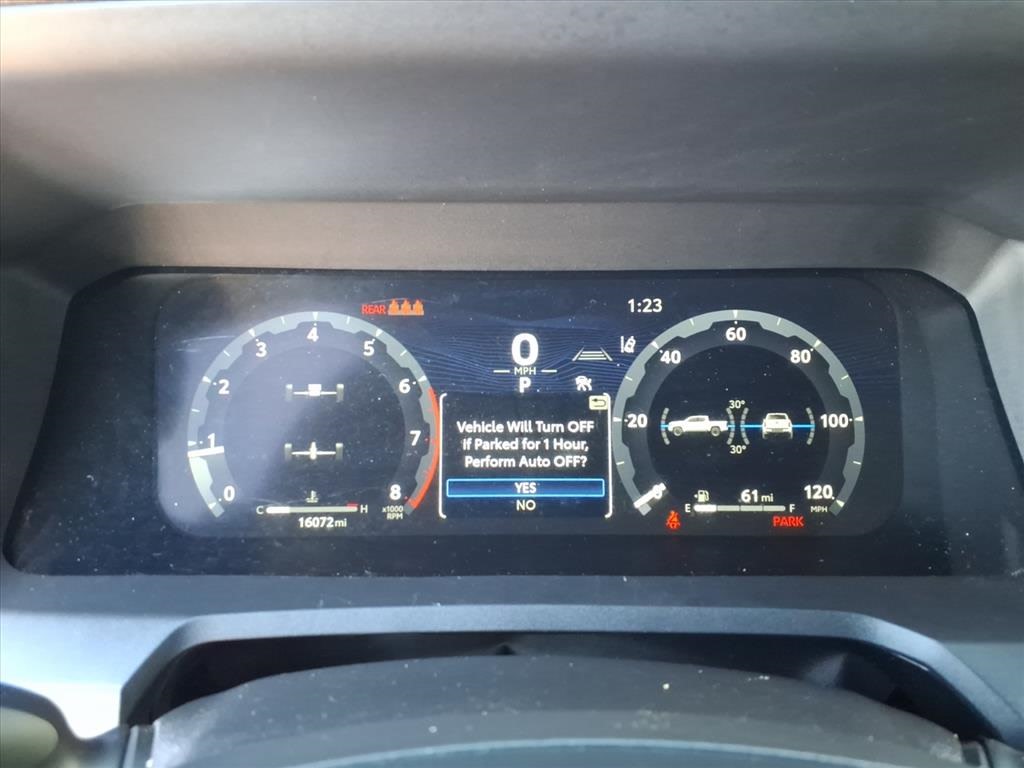 REAR
1:23
0
MPH
P
Vehicle Will Turn OFF
If Parked for 1 Hour,
Perform Auto OFF?
YES
NO
0
1
2
3
4
5
6
7
8
x1000
RPM
C
H
16072mi
0
20
40
60
80
100
120
MPH
30°
30°
61 mi
E
F
PARK